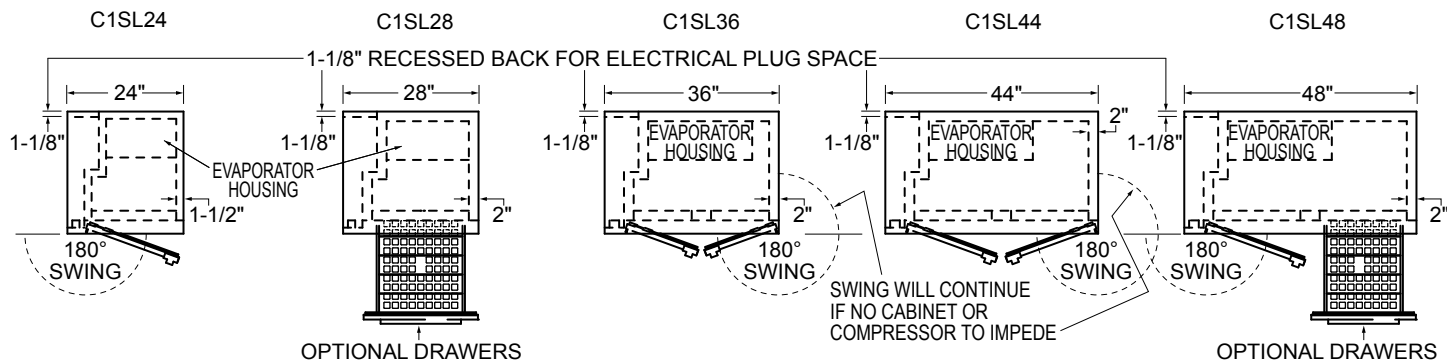 C1SL24
C1SL28
C1SL36
C1SL44
C1SL48
1-1/8" RECESSED BACK FOR ELECTRICAL PLUG SPACE
24"
28"
36"
44"
48"
1-1/8"
1-1/8"
1-1/8"
1-1/8"
1-1/8"
EVAPORATOR
HOUSING
EVAPORATOR
HOUSING
EVAPORATOR
HOUSING
EVAPORATOR
HOUSING
2"
1-1/2"
2"
2"
2"
180°
SWING
180°
SWING
180°
SWING
180°
SWING
SWING WILL CONTINUE
IF NO CABINET OR
COMPRESSOR TO IMPEDE
OPTIONAL DRAWERS
OPTIONAL DRAWERS